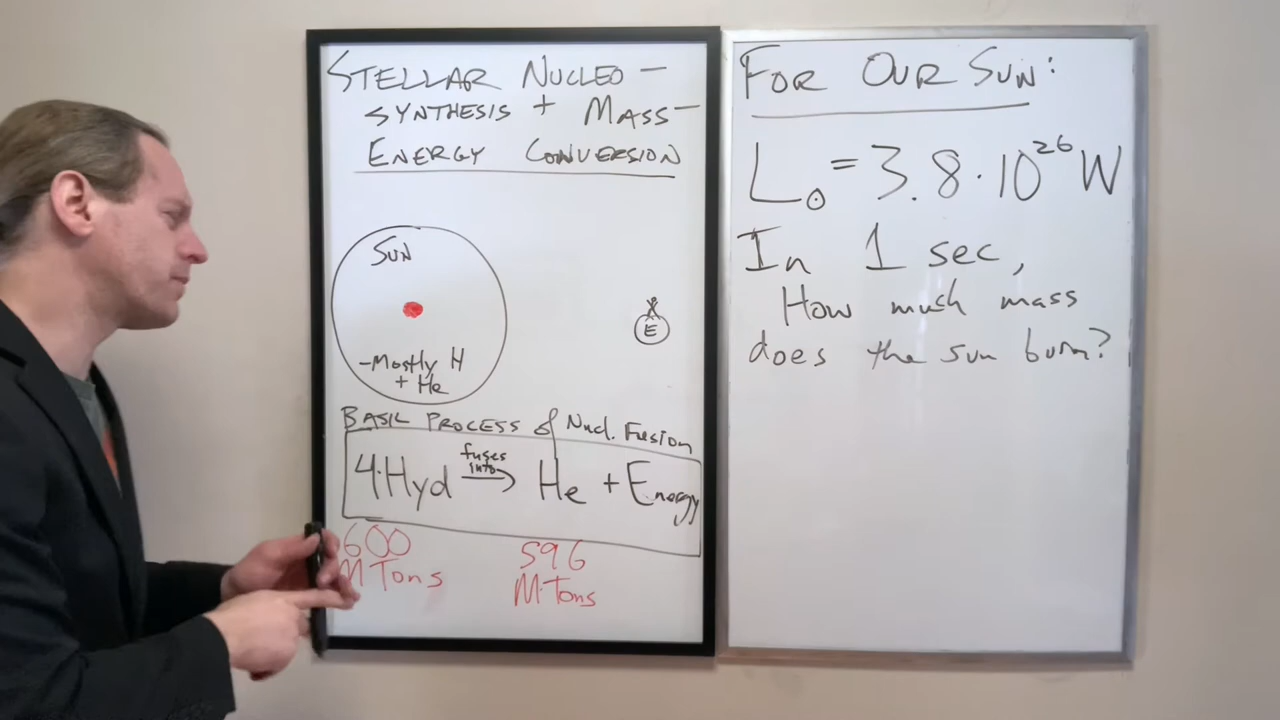 STELLAR NUCLEO-
SYNTHESIS + MASS-
ENERGY CONVERSION
SUN
-Mostly H
+ He
E
BASIC PROCESS of Nucl. Fusion
4·Hyd fuses into → He + Energy
600
M Tons
596
M·Tons
FOR OUR SUN:
L⊙ = 3.8·10²⁶ W
In 1 sec,
How much mass
does the sun burn?